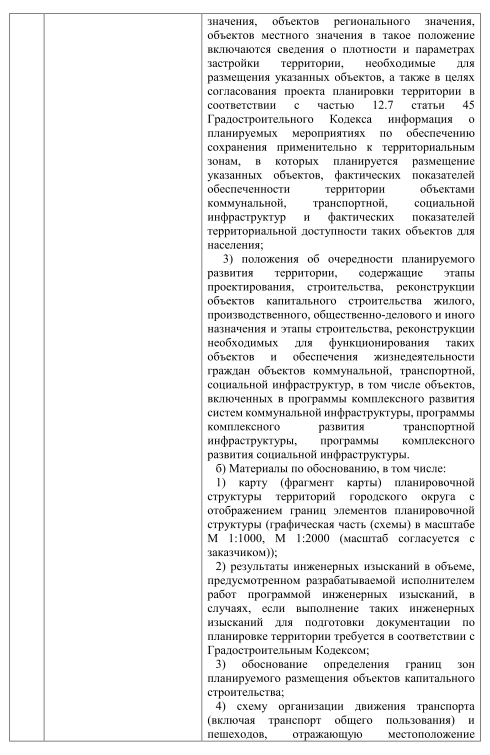 значения, объектов регионального значения,
объектов местного значения в такое положение
включаются сведения о плотности и параметрах
застройки территории, необходимые для
размещения указанных объектов, а также в целях
согласования проекта планировки территории в
соответствии с частью 12.7 статьи 45
Градостроительного Кодекса информация о
планируемых мероприятиях по обеспечению
сохранения применительно к территориальным
зонам, в которых планируется размещение
указанных объектов, фактических показателей
обеспеченности территории объектами
коммунальной, транспортной, социальной
инфраструктур и фактических показателей
территориальной доступности таких объектов для
населения;
3) положения об очередности планируемого
развития территории, содержащие этапы
проектирования, строительства, реконструкции
объектов капитального строительства жилого,
производственного, общественно-делового и иного
назначения и этапы строительства, реконструкции
необходимых для функционирования таких
объектов и обеспечения жизнедеятельности
граждан объектов коммунальной, транспортной,
социальной инфраструктур, в том числе объектов,
включенных в программы комплексного развития
систем коммунальной инфраструктуры, программы
комплексного развития транспортной
инфраструктуры, программы комплексного
развития социальной инфраструктуры.
б) Материалы по обоснованию, в том числе:
1) карту (фрагмент карты) планировочной
структуры территорий городского округа с
отображением границ элементов планировочной
структуры (графическая часть (схемы) в масштабе
М 1:1000, М 1:2000 (масштаб согласуется с
заказчиком));
2) результаты инженерных изысканий в объеме,
предусмотренном разрабатываемой исполнителем
работ программой инженерных изысканий, в
случаях, если выполнение таких инженерных
изысканий для подготовки документации по
планировке территории требуется в соответствии с
Градостроительным Кодексом;
3) обоснование определения границ зон
планируемого размещения объектов капитального
строительства;
4) схему организации движения транспорта
(включая транспорт общего пользования) и
пешеходов, отражающую местоположение